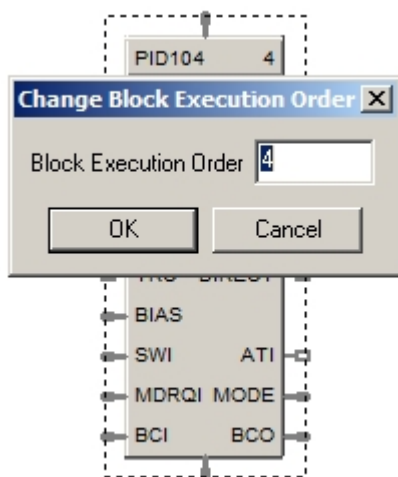 PID104 4
Change Block Execution Order
Block Execution Order 4
OK Cancel
BIAS
SWI ATI
MDRQI MODE
BCI BCO